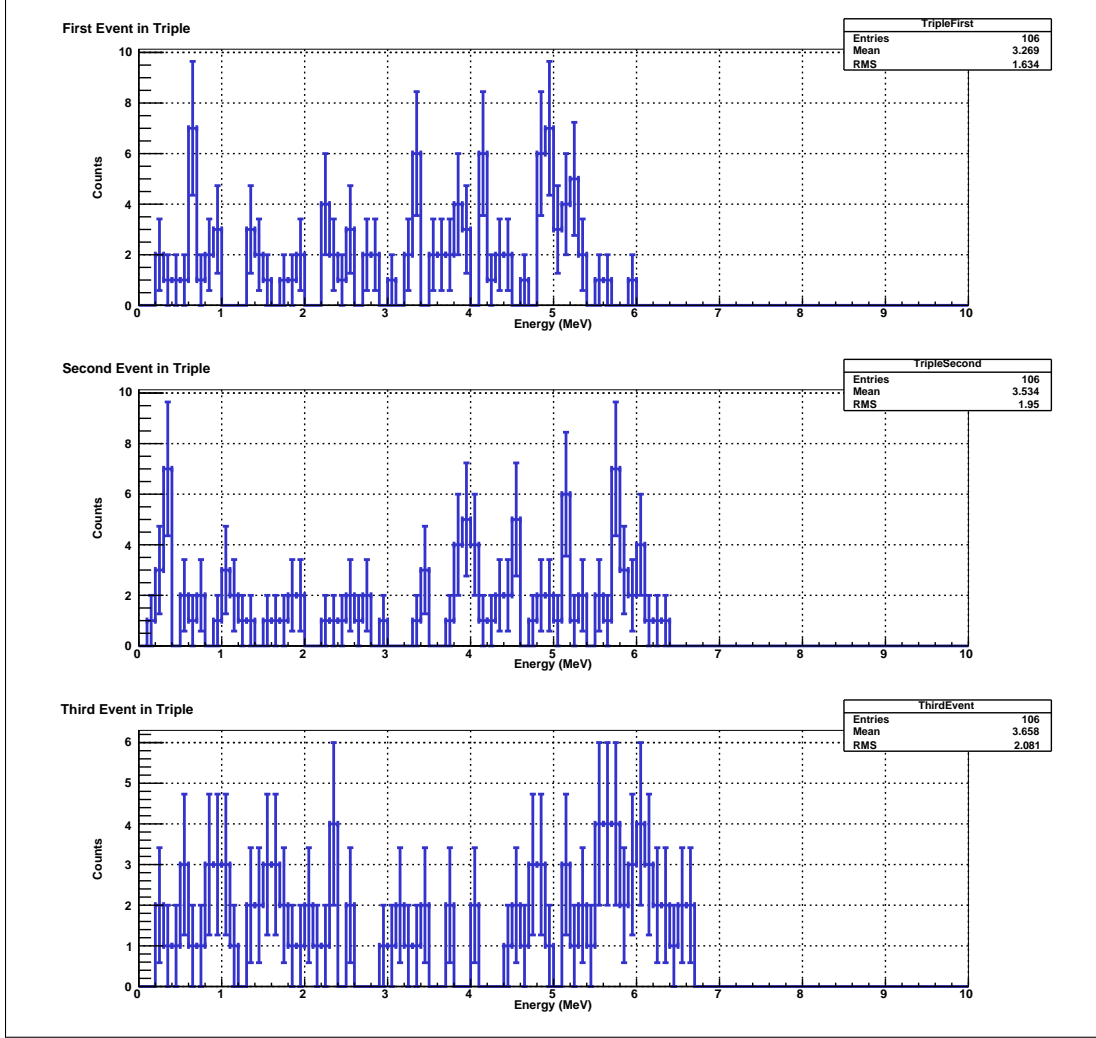 First Event in Triple
TripleFirst
Entries 106
Mean 3.269
RMS 1.634
Counts
10
8
6
4
2
0
0 1 2 3 4 5 6 7 8 9 10
Energy (MeV)
Second Event in Triple
TripleSecond
Entries 106
Mean 3.534
RMS 1.95
Counts
10
8
6
4
2
0
0 1 2 3 4 5 6 7 8 9 10
Energy (MeV)
Third Event in Triple
ThirdEvent
Entries 106
Mean 3.658
RMS 2.081
Counts
6
5
4
3
2
1
0
0 1 2 3 4 5 6 7 8 9 10
Energy (MeV)